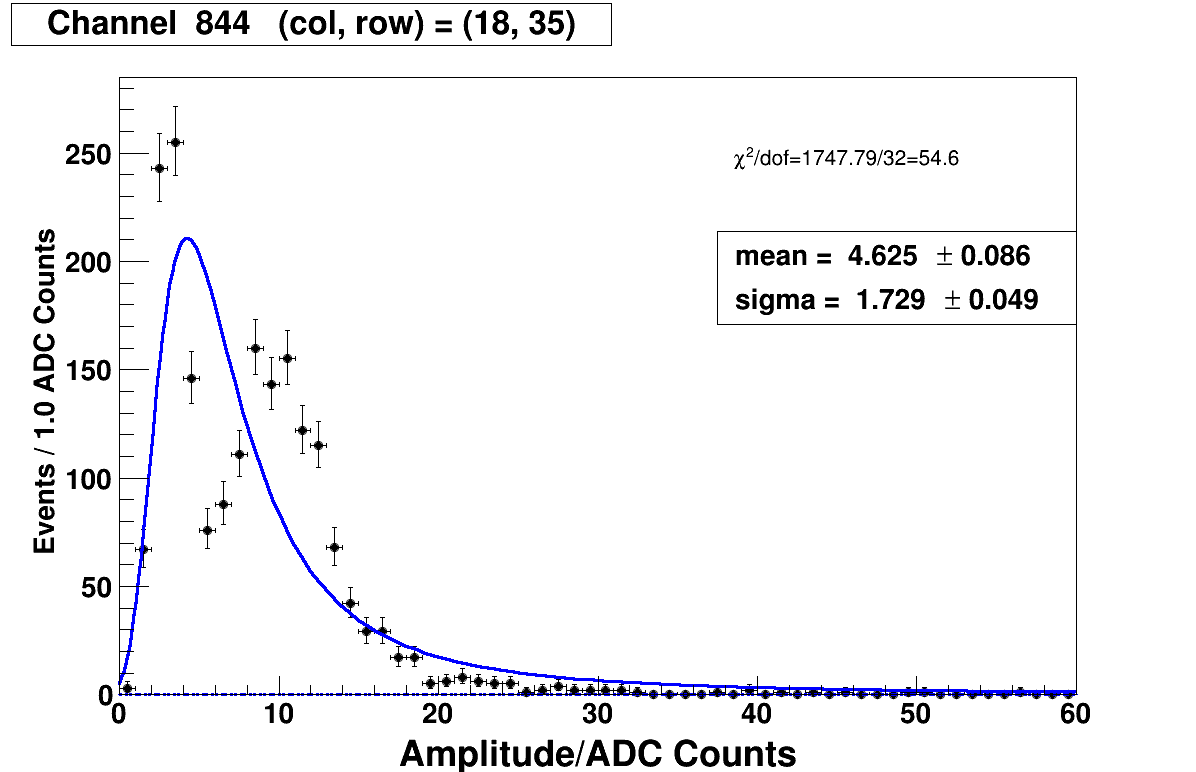 Channel  844   (col, row) = (18, 35)
χ²/dof=1747.79/32=54.6
mean =  4.625  ± 0.086
sigma =  1.729  ± 0.049
Events / 1.0 ADC Counts
250
200
150
100
50
0
0 10 20 30 40 50 60
Amplitude/ADC Counts